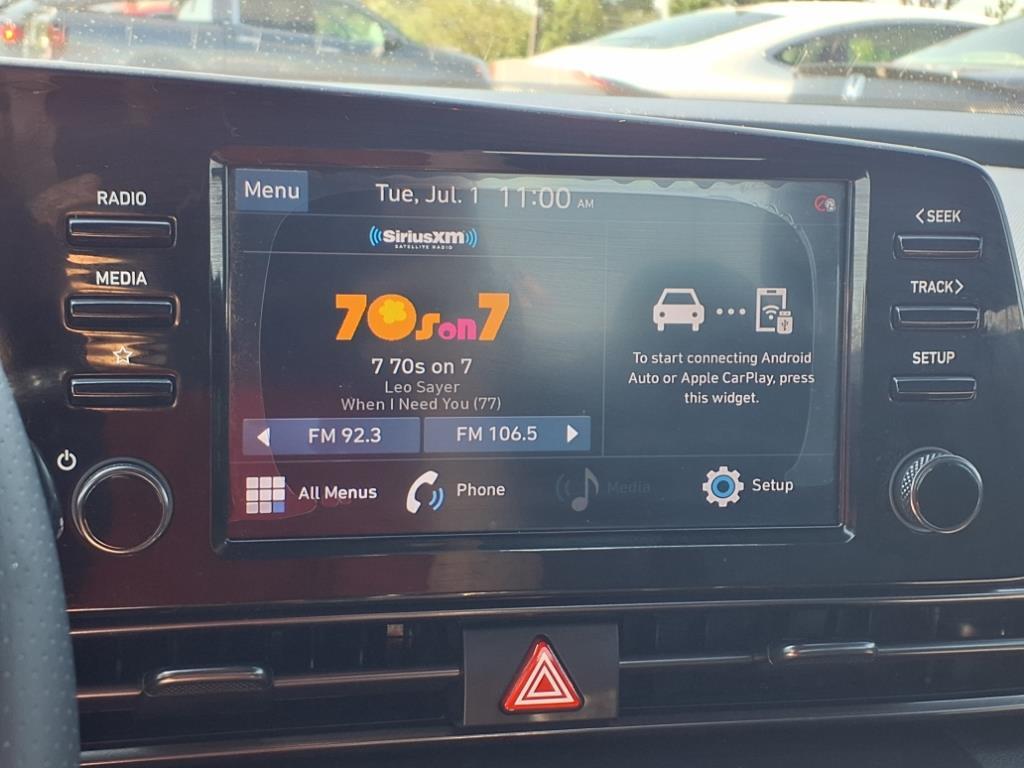 RADIO
MEDIA
Menu
Tue, Jul. 1 11:00 AM
SiriusXM
SATELLITE RADIO
70s on 7
7 70s on 7
Leo Sayer
When I Need You (77)
FM 92.3
FM 106.5
To start connecting Android
Auto or Apple CarPlay, press
this widget.
All Menus
Phone
Media
Setup
<SEEK
TRACK>
SETUP